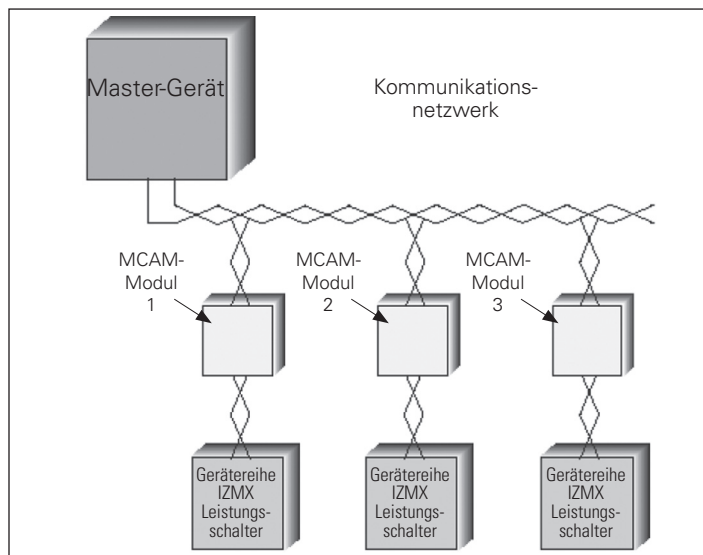 Master-Gerät
Kommunikations-
netzwerk
MCAM-
Modul
1
MCAM-
Modul
2
MCAM-
Modul
3
Gerätereihe
IZMX
Leistungs-
schalter
Gerätereihe
IZMX
Leistungs-
schalter
Gerätereihe
IZMX
Leistungs-
schalter